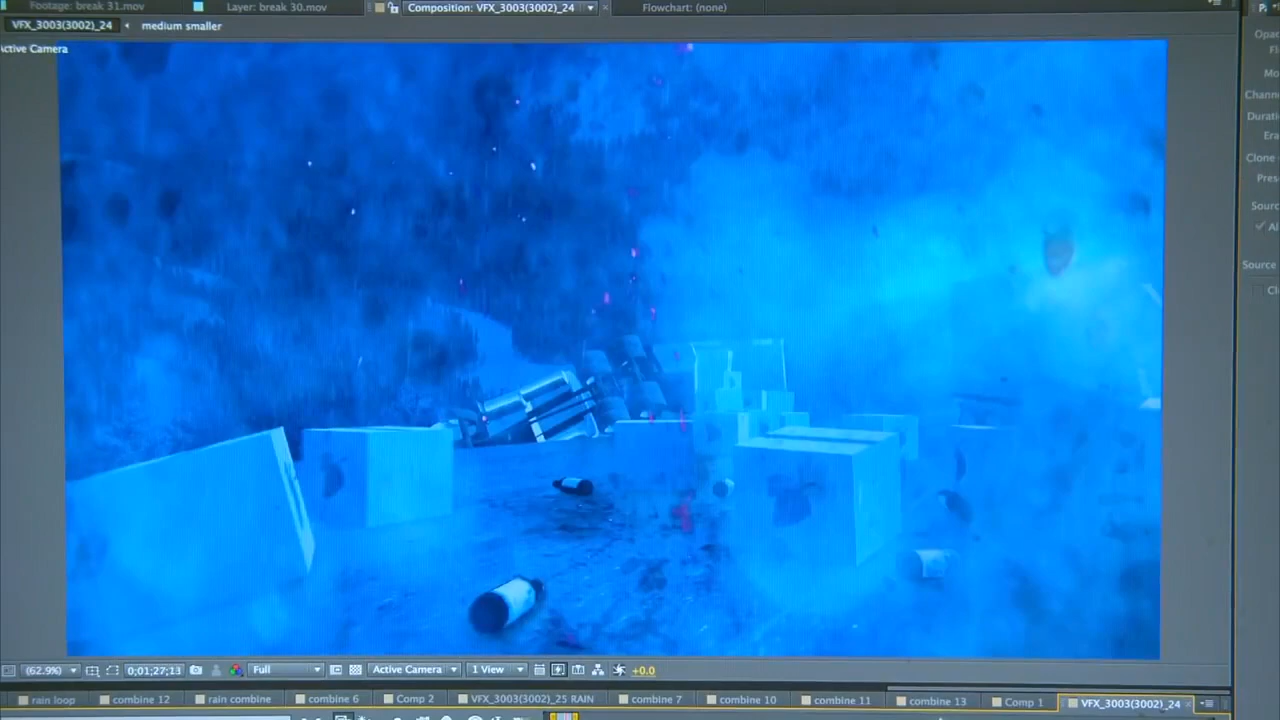 Footage: break 31.mov
Layer: break 30.mov
Composition: VFX_3003(3002)_24
Flowchart: (none)
VFX_3003(3002)_24
medium smaller
Active Camera
(62.9%)
0;01;27;13
Full
Active Camera
1 View
+0.0
rain loop
combine 12
rain combine
combine 6
Comp 2
VFX_3003(3002)_25 RAIN
combine 7
combine 10
combine 11
combine 13
Comp 1
VFX_3003(3002)_24
Source